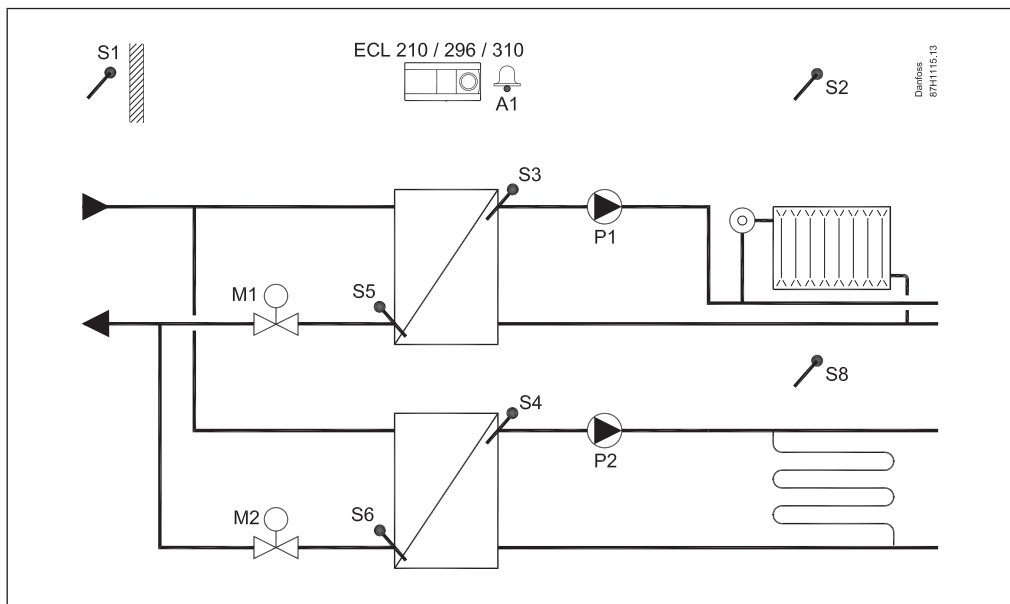 S1
ECL 210 / 296 / 310
A1
S2
Danfoss
87H1115.13
S3
P1
M1
S5
S8
S4
P2
M2
S6